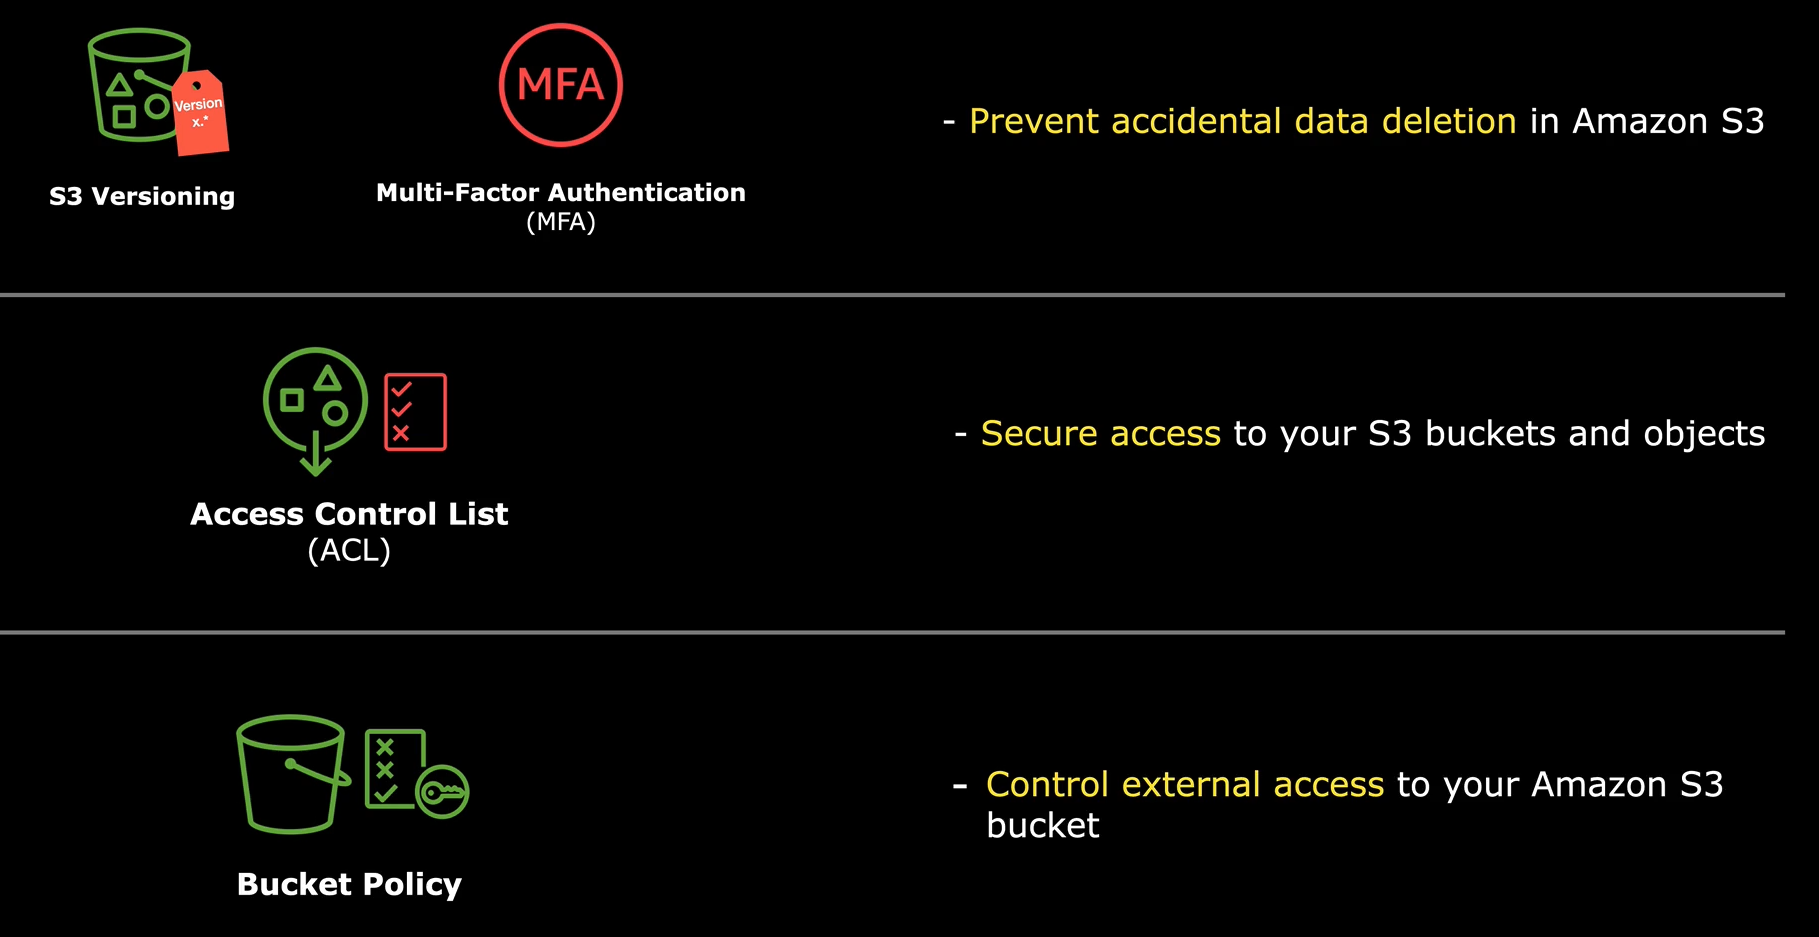 Version
x.*
MFA
S3 Versioning
Multi-Factor Authentication
(MFA)
- Prevent accidental data deletion in Amazon S3
Access Control List
(ACL)
- Secure access to your S3 buckets and objects
Bucket Policy
- Control external access to your Amazon S3
bucket